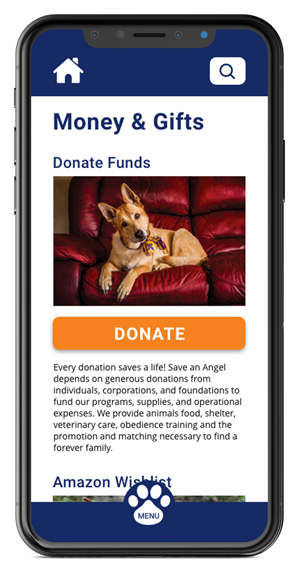 Money & Gifts
Donate Funds
DONATE
Every donation saves a life! Save an Angel
depends on generous donations from
individuals, corporations, and foundations to
fund our programs, supplies, and operational
expenses. We provide animals food, shelter,
veterinary care, obedience training and the
promotion and matching necessary to find a
forever family.
Amazon Wishlist
MENU